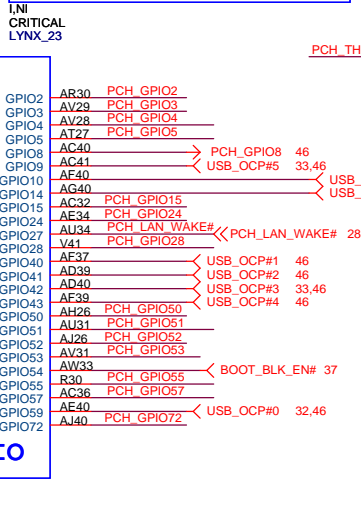 I,NI
CRITICAL
LYNX_23
PCH_TH
GPIO2 AR30 PCH_GPIO2
GPIO3 AV29 PCH_GPIO3
GPIO4 AV28 PCH_GPIO4
GPIO5 AT27 PCH_GPIO5
GPIO8 AC40 PCH_GPIO8 46
GPIO9 AC41 USB_OCP#5 33,46
GPIO10 AF40 USB_
GPIO14 AG40 USB_
GPIO15 AC32 PCH_GPIO15
GPIO24 AE34 PCH_GPIO24
GPIO27 AU34 PCH_LAN_WAKE# PCH_LAN_WAKE# 28
GPIO28 V41 PCH_GPIO28
GPIO40 AF37 USB_OCP#1 46
GPIO41 AD39 USB_OCP#2 46
GPIO42 AD40 USB_OCP#3 33,46
GPIO43 AF39 USB_OCP#4 46
GPIO50 AH26 PCH_GPIO50
GPIO51 AU31 PCH_GPIO51
GPIO52 AJ26 PCH_GPIO52
GPIO53 AV31 PCH_GPIO53
GPIO54 AW33 BOOT_BLK_EN# 37
GPIO55 R30 PCH_GPIO55
GPIO57 AC36 PCH_GPIO57
GPIO59 AE40 USB_OCP#0 32,46
GPIO72 AJ40 PCH_GPIO72
IO